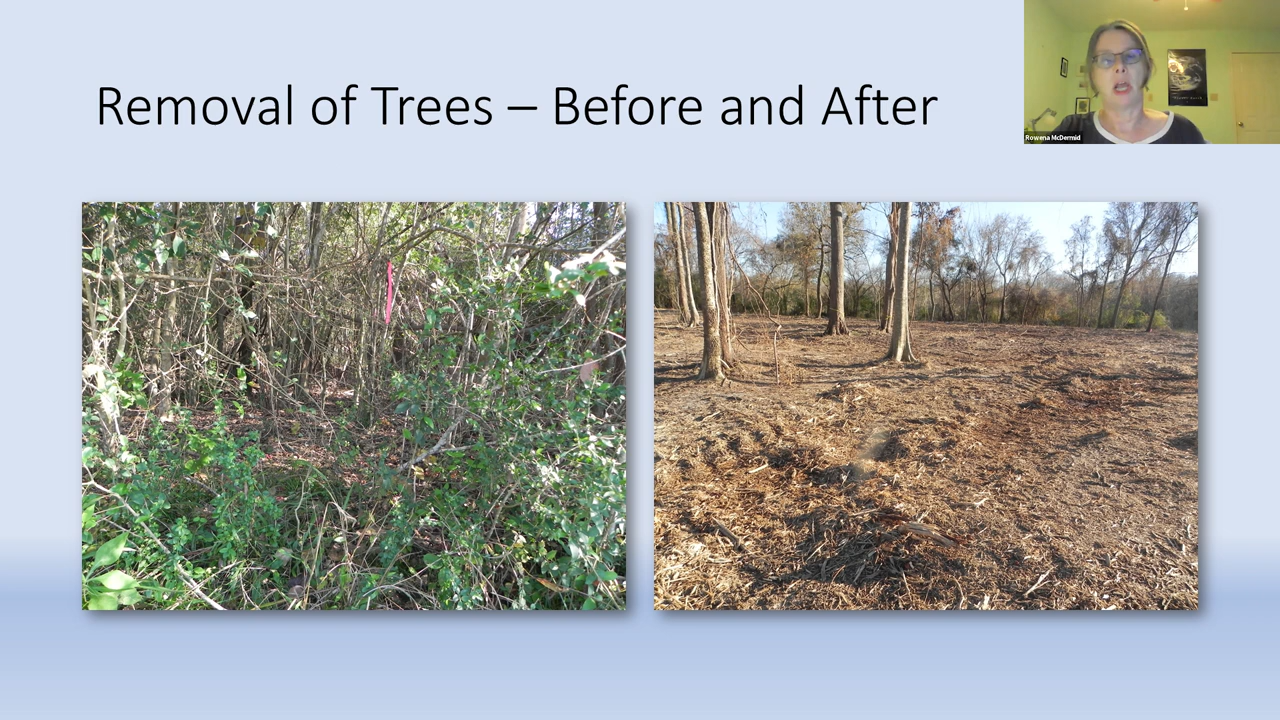 Removal of Trees – Before and After
Rowena McDermid